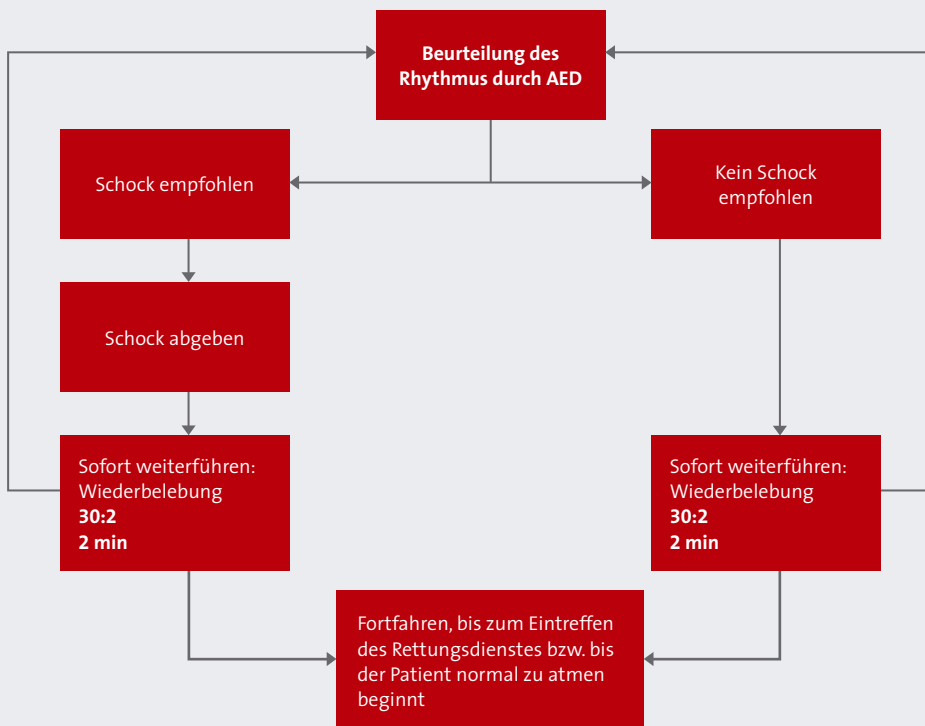 Beurteilung des
Rhythmus durch AED
Schock empfohlen
Kein Schock
empfohlen
Schock abgeben
Sofort weiterführen:
Wiederbelebung
30:2
2 min
Sofort weiterführen:
Wiederbelebung
30:2
2 min
Fortfahren, bis zum Eintreffen
des Rettungsdienstes bzw. bis
der Patient normal zu atmen
beginnt